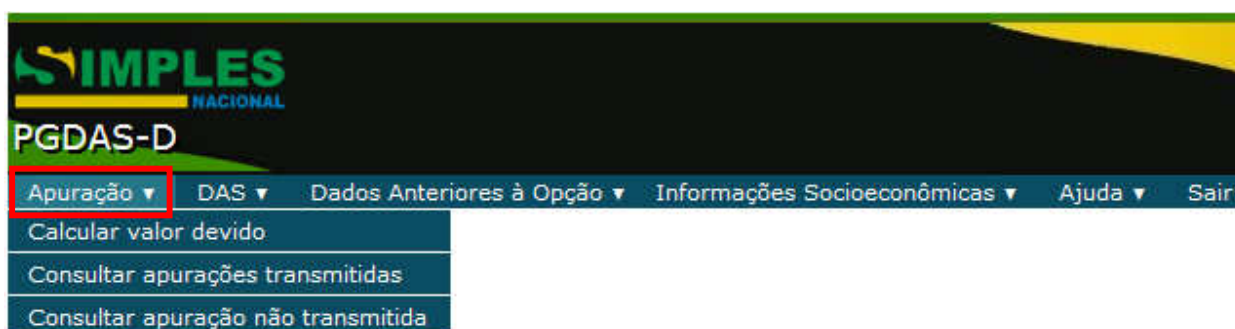 SIMPLES
NACIONAL
PGDAS-D
Apuração ▼ DAS ▼ Dados Anteriores à Opção ▼ Informações Socioeconômicas ▼ Ajuda ▼ Sair
Calcular valor devido
Consultar apurações transmitidas
Consultar apuração não transmitida